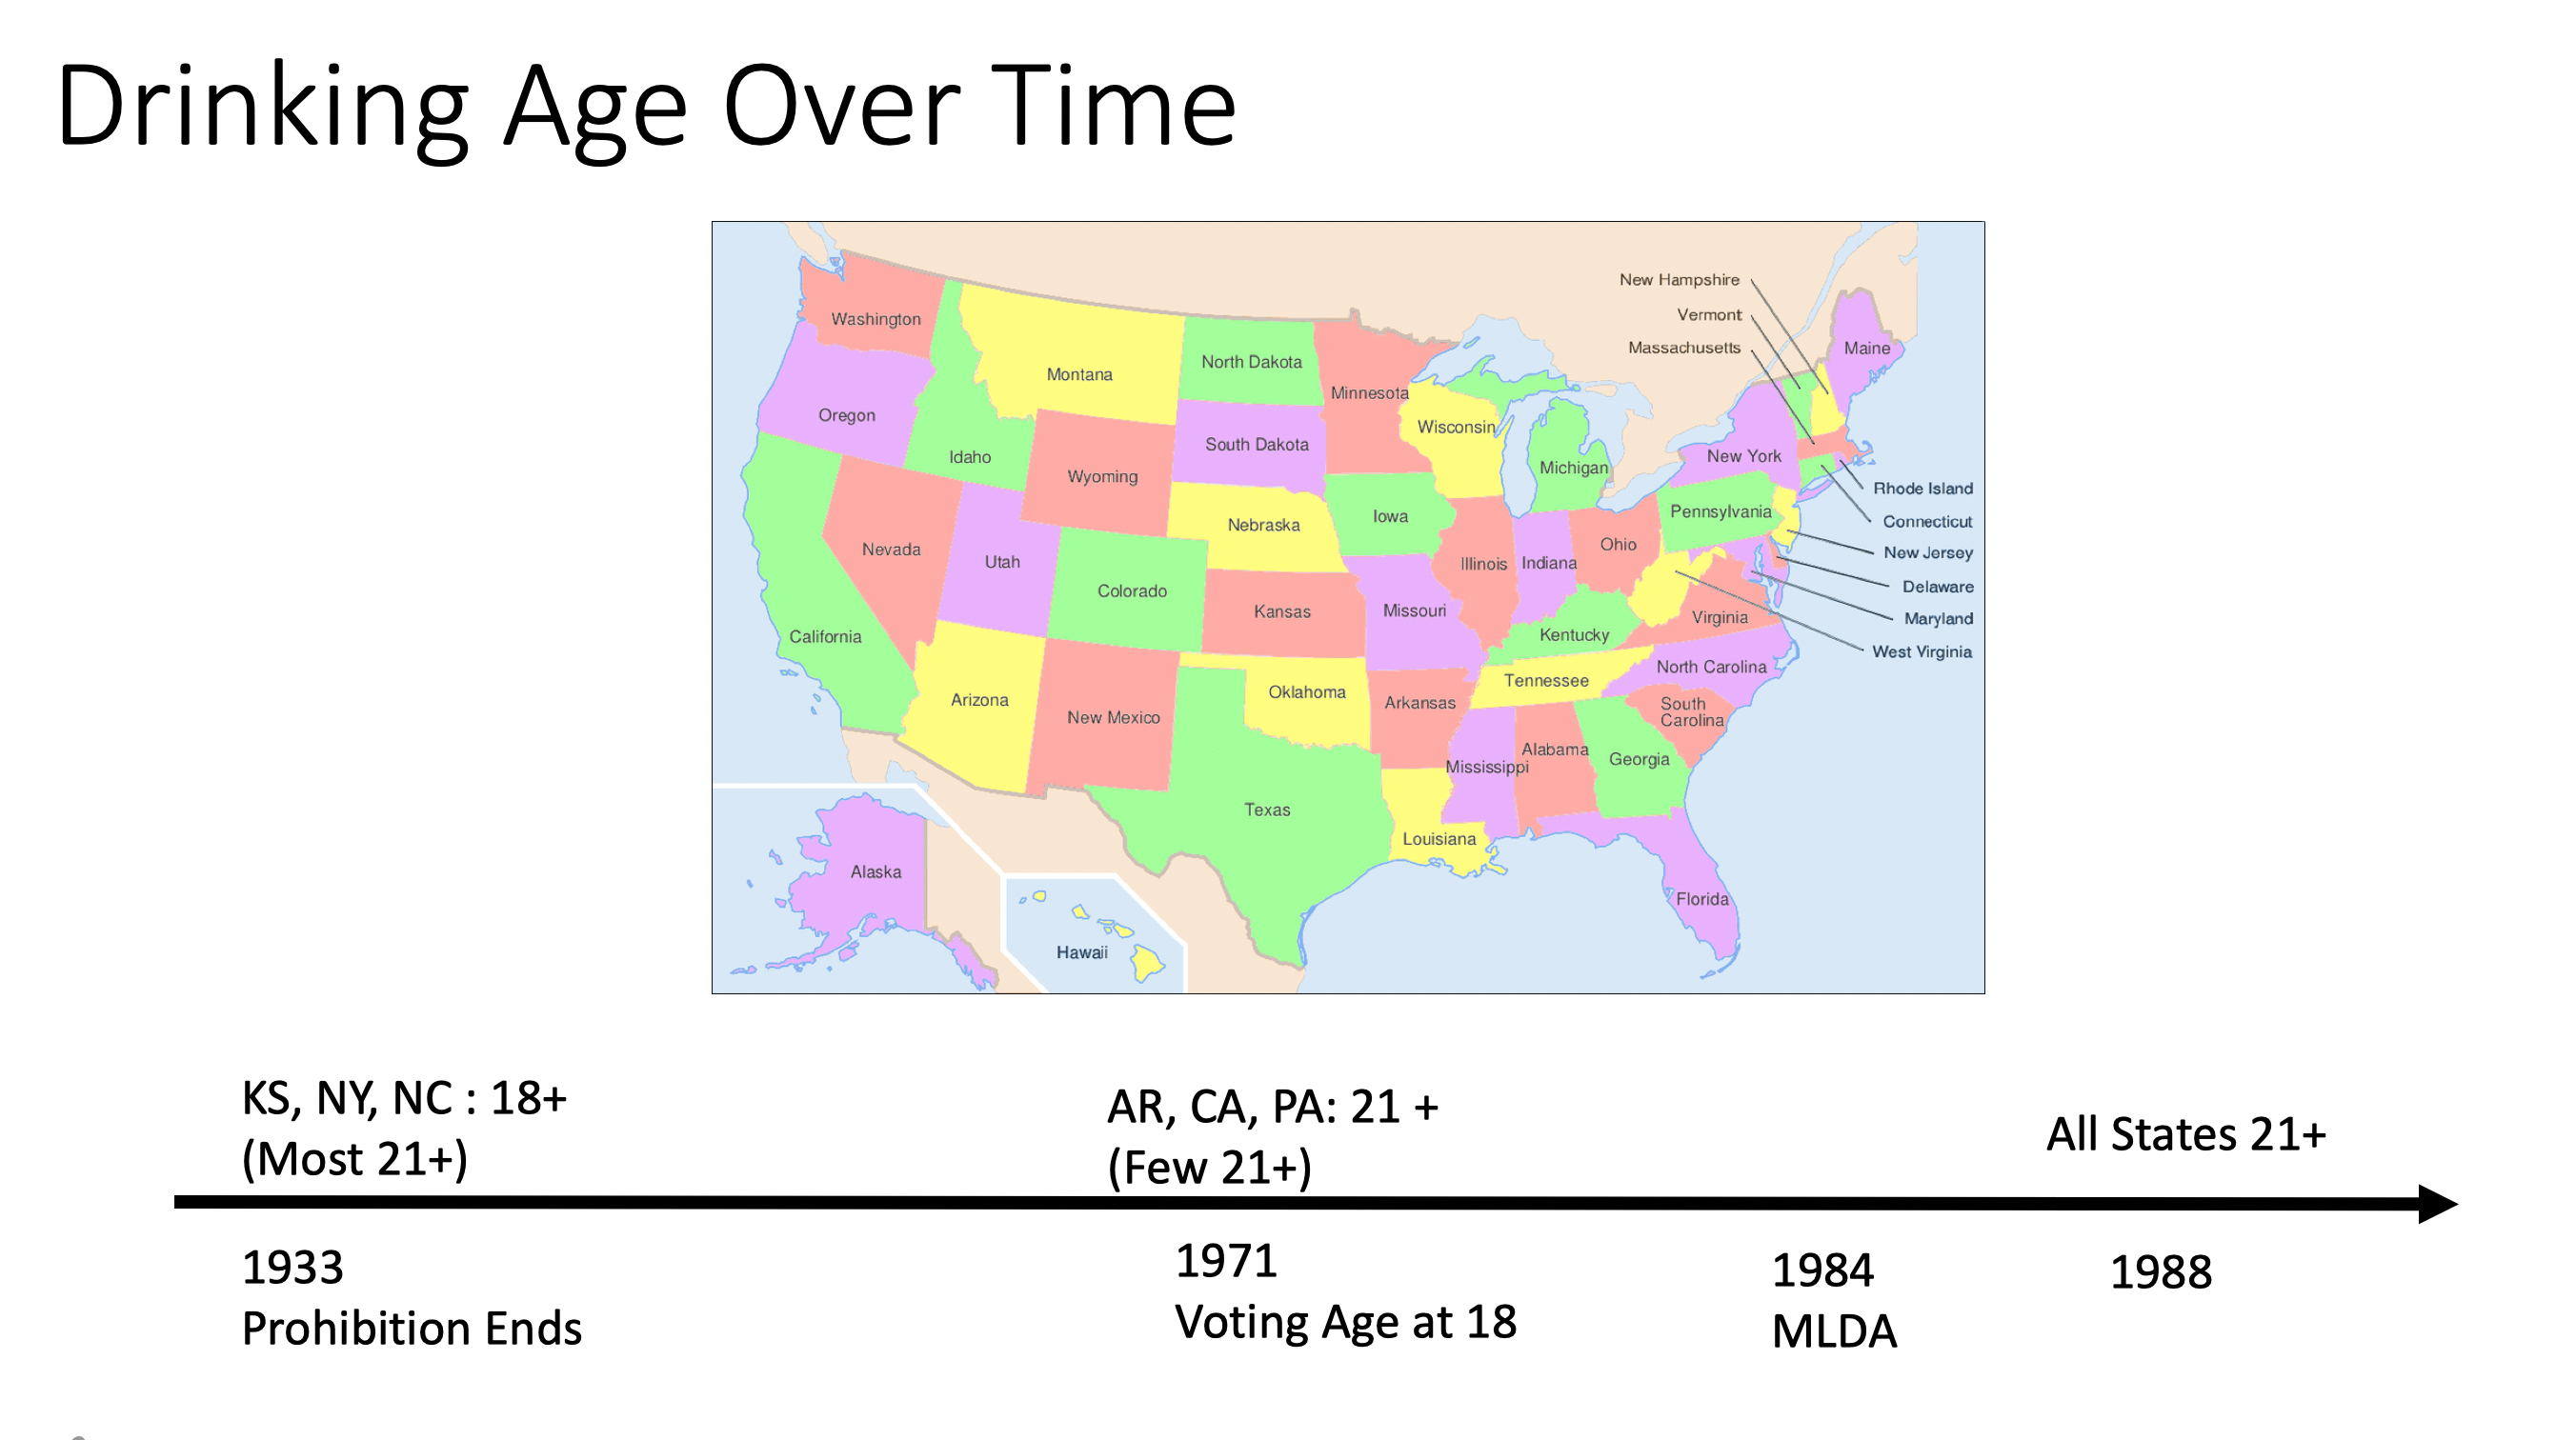 Drinking Age Over Time
New Hampshire
Vermont
Massachusetts
Washington
Maine
North Dakota
Montana
Minnesota
Oregon
Wisconsin
South Dakota
Idaho
New York
Michigan
Wyoming
Rhode Island
Pennsylvania
Iowa
Connecticut
Nebraska
Ohio
Nevada
New Jersey
Utah
Illinois
Indiana
Delaware
Colorado
Kansas
Missouri
Virginia
Maryland
California
Kentucky
West Virginia
North Carolina
Tennessee
Oklahoma
Arizona
Arkansas
South
Carolina
New Mexico
Alabama
Georgia
Mississippi
Texas
Louisiana
Alaska
Florida
Hawaii
KS, NY, NC : 18+
(Most 21+)
AR, CA, PA: 21 +
(Few 21+)
All States 21+
1933
Prohibition Ends
1971
Voting Age at 18
1984
MLDA
1988